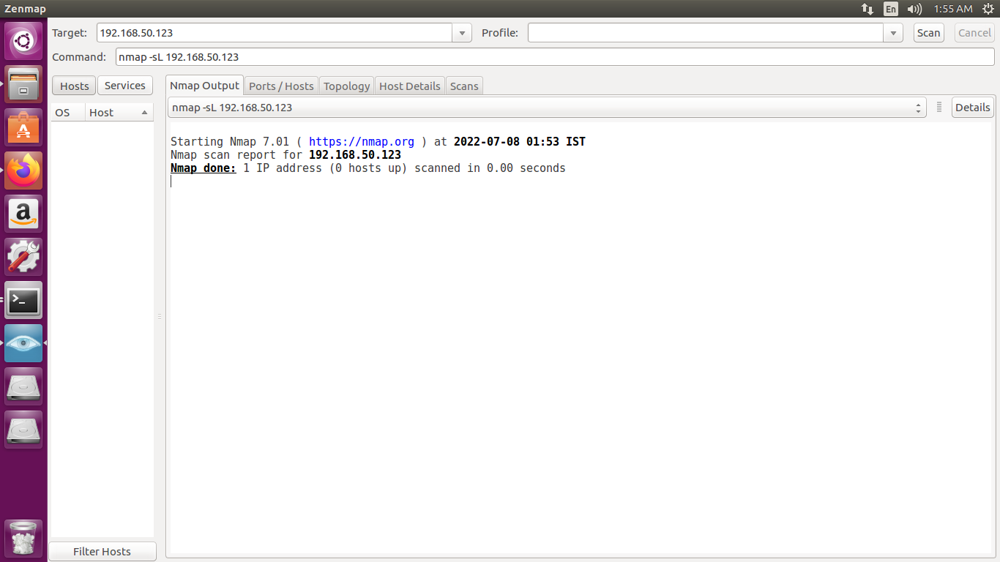 Zenmap
En
1:55 AM
Target: 192.168.50.123 Profile: Scan Cancel
Command: nmap -sL 192.168.50.123
Hosts Services
Nmap Output Ports / Hosts Topology Host Details Scans
OS Host
nmap -sL 192.168.50.123 Details
Starting Nmap 7.01 ( https://nmap.org ) at 2022-07-08 01:53 IST
Nmap scan report for 192.168.50.123
Nmap done: 1 IP address (0 hosts up) scanned in 0.00 seconds
Filter Hosts